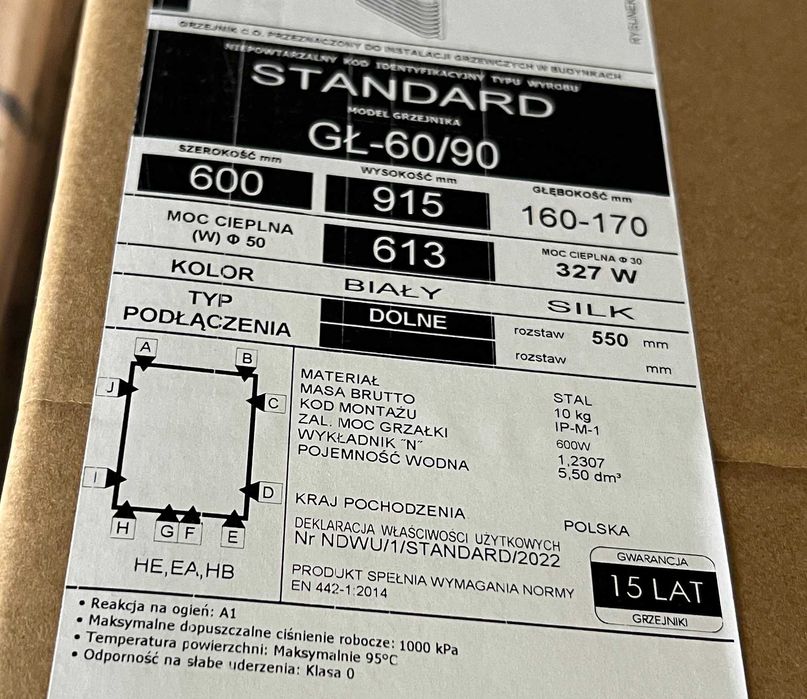 GRZEJNIK C.O. PRZEZNACZONY DO INSTALACJI GRZEWCZYCH W BUDYNKACH
NIEPOWTARZALNY KOD IDENTYFIKACYJNY TYPU WYROBU
STANDARD
MODEL GRZEJNIKA
GŁ-60/90
SZEROKOŚĆ mm WYSOKOŚĆ mm GŁĘBOKOŚĆ mm
600 915 160-170
MOC CIEPLNA (W) Φ 50 613 MOC CIEPLNA Φ 30
327 W
KOLOR BIAŁY SILK
TYP PODŁĄCZENIA DOLNE rozstaw 550 mm
rozstaw mm
A B
J C
I D
H G F E
HE,EA,HB
MATERIAŁ STAL
MASA BRUTTO 10 kg
KOD MONTAŻU IP-M-1
ZAL. MOC GRZAŁKI 600W
WYKŁADNIK "N" 1,2307
POJEMNOŚĆ WODNA 5,50 dm³
KRAJ POCHODZENIA POLSKA
DEKLARACJA WŁAŚCIWOŚCI UŻYTKOWYCH
Nr NDWU/1/STANDARD/2022
PRODUKT SPEŁNIA WYMAGANIA NORMY
EN 442-1:2014
GWARANCJA
15 LAT
GRZEJNIKI
• Reakcja na ogień: A1
• Maksymalne dopuszczalne ciśnienie robocze: 1000 kPa
• Temperatura powierzchni: Maksymalnie 95°C
• Odporność na słabe uderzenia: Klasa 0